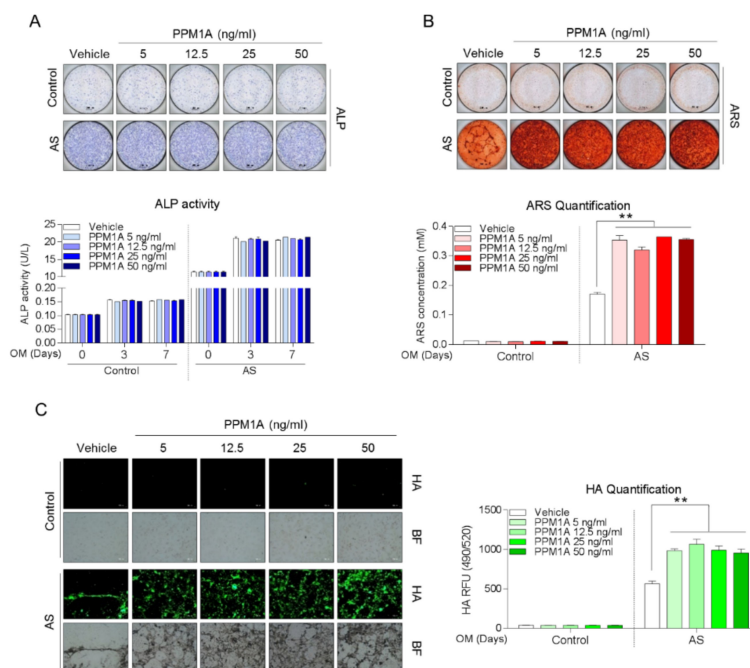 A
PPM1A (ng/ml)
Vehicle 5 12.5 25 50
Control
AS
ALP
ALP activity
ALP activity (U/L)
25
20
15
10
0.20
0.15
0.10
0.05
0.00
Vehicle
PPM1A 5 ng/ml
PPM1A 12.5 ng/ml
PPM1A 25 ng/ml
PPM1A 50 ng/ml
OM (Days) 0 3 7 0 3 7
Control AS
B
PPM1A (ng/ml)
Vehicle 5 12.5 25 50
Control
AS
ARS
ARS Quantification
ARS concentration (mM)
0.4
0.3
0.2
0.1
0.0
Vehicle
PPM1A 5 ng/ml
PPM1A 12.5 ng/ml
PPM1A 25 ng/ml
PPM1A 50 ng/ml
**
OM (Days) Control AS
C
PPM1A (ng/ml)
Vehicle 5 12.5 25 50
Control
AS
HA
BF
HA
BF
HA Quantification
HA RFU (490/520)
1500
1000
500
0
Vehicle
PPM1A 5 ng/ml
PPM1A 12.5 ng/ml
PPM1A 25 ng/ml
PPM1A 50 ng/ml
**
OM (Days) Control AS